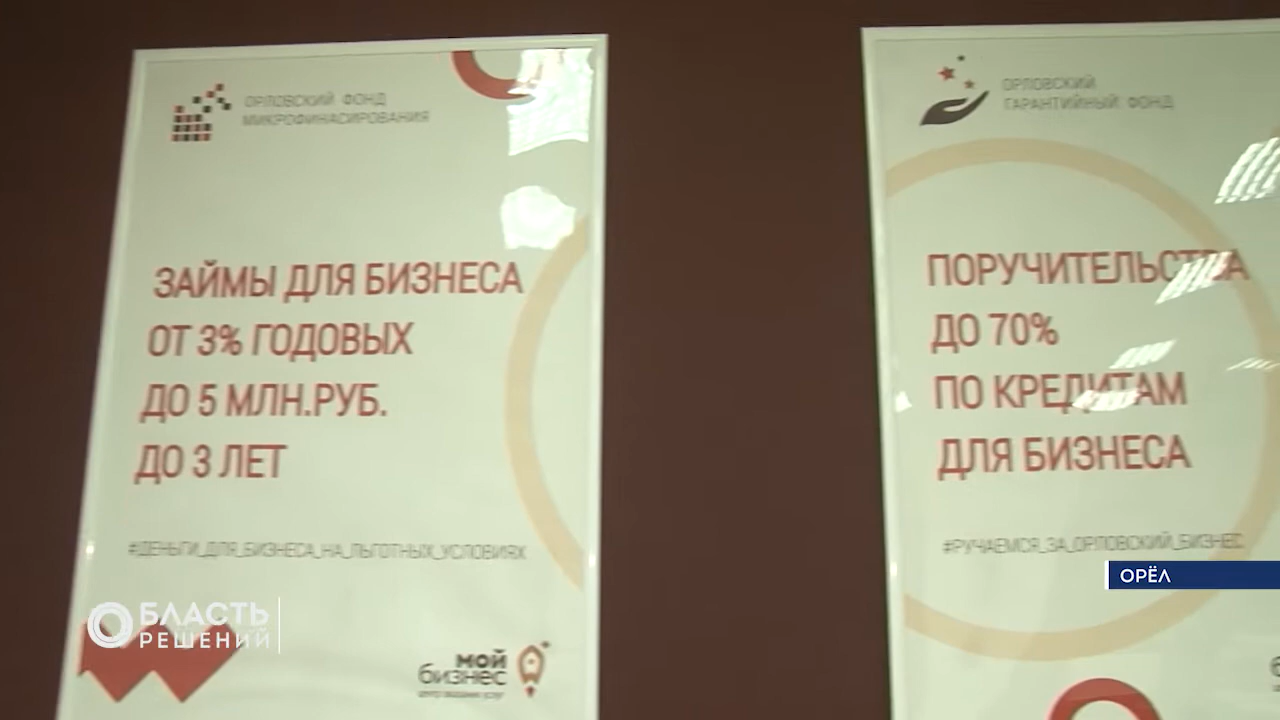 ОРЛОВСКИЙ ФОНД
МИКРОФИНАСИРОВАНИЯ
ЗАЙМЫ ДЛЯ БИЗНЕСА
ОТ 3% ГОДОВЫХ
ДО 5 МЛН.РУБ.
ДО 3 ЛЕТ
#ДЕНЬГИ_ДЛЯ_БИЗНЕСА_НА_ЛЬГОТНЫХ_УСЛОВИЯХ
мой
бизнес
ОРЛОВСКИЙ
ГАРАНТИЙНЫЙ ФОНД
ПОРУЧИТЕЛЬСТВА
ДО 70%
ПО КРЕДИТАМ
ДЛЯ БИЗНЕСА
#РУЧАЕМСЯ_ЗА_ОРЛОВСКИЙ_БИЗНЕС
ОРЁЛ
ОБЛАСТЬ
РЕШЕНИЙ